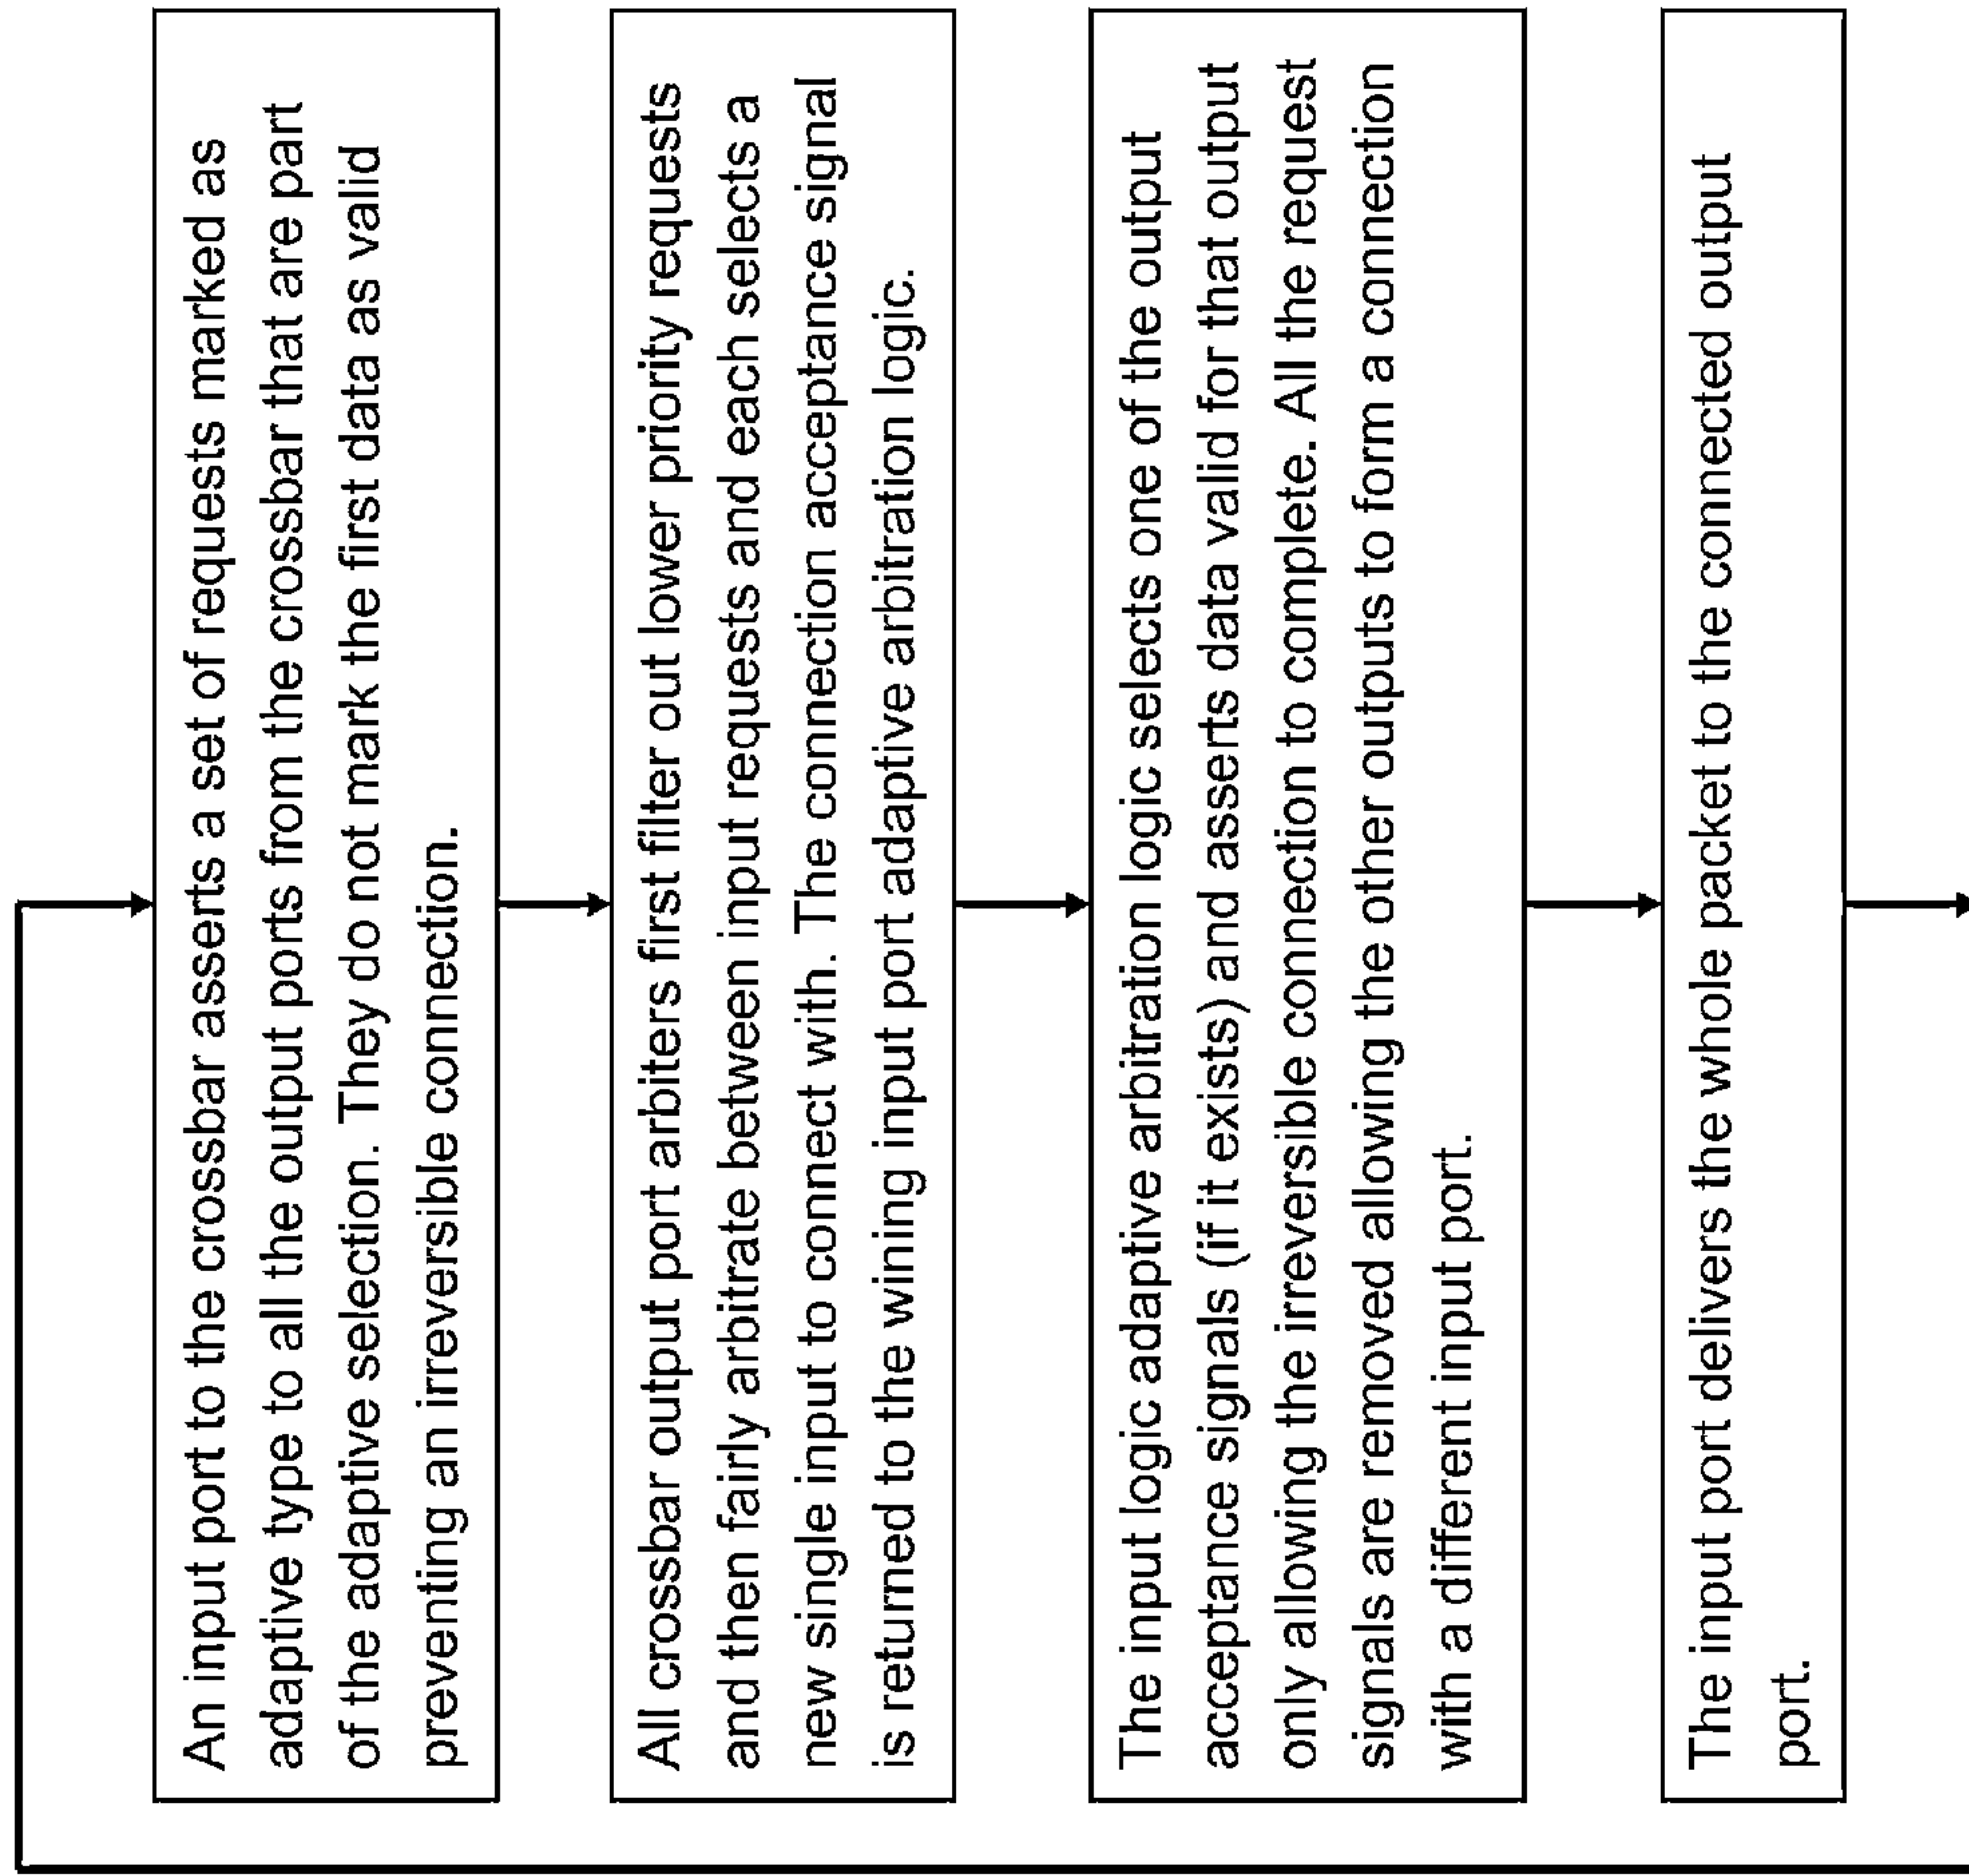 An input port to the crossbar asserts a set of requests marked as
adaptive type to all the output ports from the crossbar that are part
of the adaptive selection. They do not mark the first data as valid
preventing an irreversible connection.
All crossbar output port arbiters first filter out lower priority requests
and then fairly arbitrate between input requests and each selects a
new single input to connect with. The connection acceptance signal
is returned to the wining input port adaptive arbitration logic.
The input logic adaptive arbitration logic selects one of the output
acceptance signals (if it exists) and asserts data valid for that output
only allowing the irreversible connection to complete. All the request
signals are removed allowing the other outputs to form a connection
with a different input port.
The input port delivers the whole packet to the connected output
port.